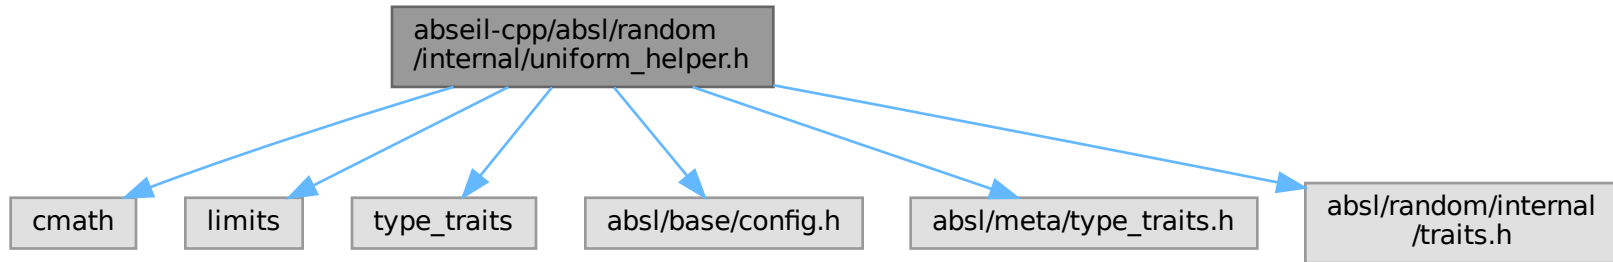 abseil-cpp/absl/random
/internal/uniform_helper.h
cmath
limits
type_traits
absl/base/config.h
absl/meta/type_traits.h
absl/random/internal
/traits.h